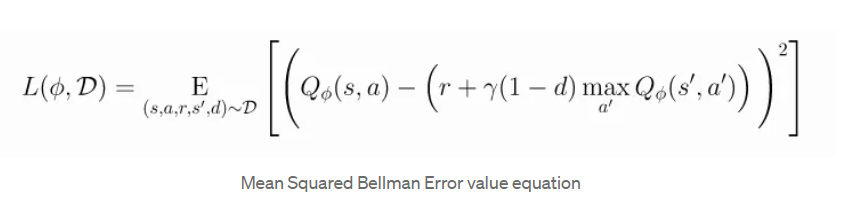 L(ϕ, 𝒟) = E_{(s,a,r,s′,d)∼𝒟} [ ( Q_ϕ(s, a) − ( r + γ(1 − d) max_{a′} Q_ϕ(s′, a′) ) )² ]
Mean Squared Bellman Error value equation